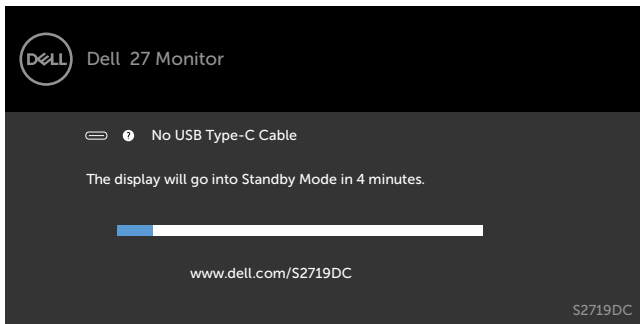 DELL
Dell 27 Monitor
? No USB Type-C Cable
The display will go into Standby Mode in 4 minutes.
www.dell.com/S2719DC
S2719DC